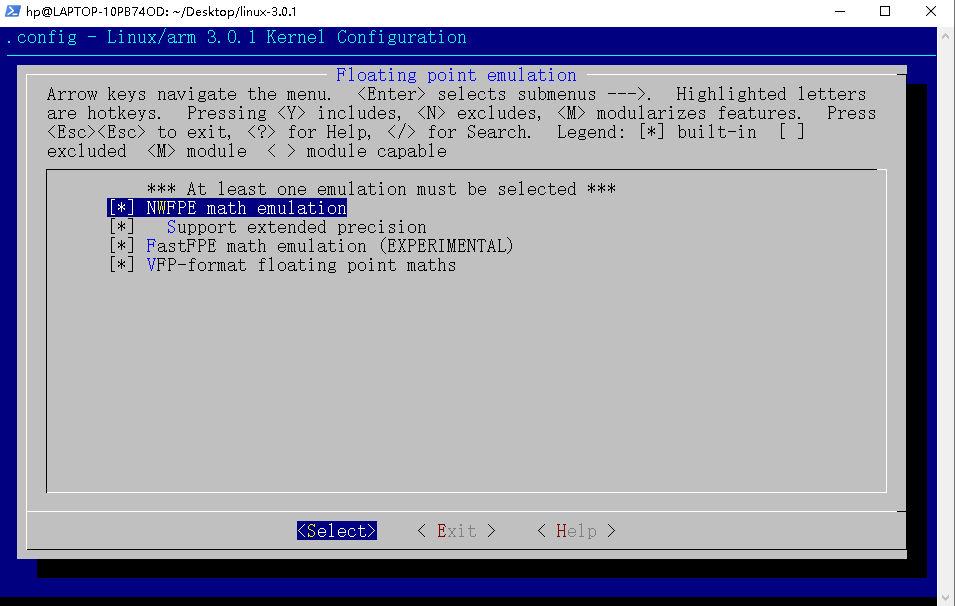 hp@LAPTOP-10PB74OD: ~/Desktop/linux-3.0.1
.config - Linux/arm 3.0.1 Kernel Configuration
Floating point emulation
Arrow keys navigate the menu.  <Enter> selects submenus --->.  Highlighted letters
are hotkeys.  Pressing <Y> includes, <N> excludes, <M> modularizes features.  Press
<Esc><Esc> to exit, <?> for Help, </> for Search.  Legend: [*] built-in  [ ]
excluded  <M> module  < > module capable
*** At least one emulation must be selected ***
[*] NWFPE math emulation
[*]   Support extended precision
[*] FastFPE math emulation (EXPERIMENTAL)
[*] VFP-format floating point maths
<Select>    < Exit >    < Help >